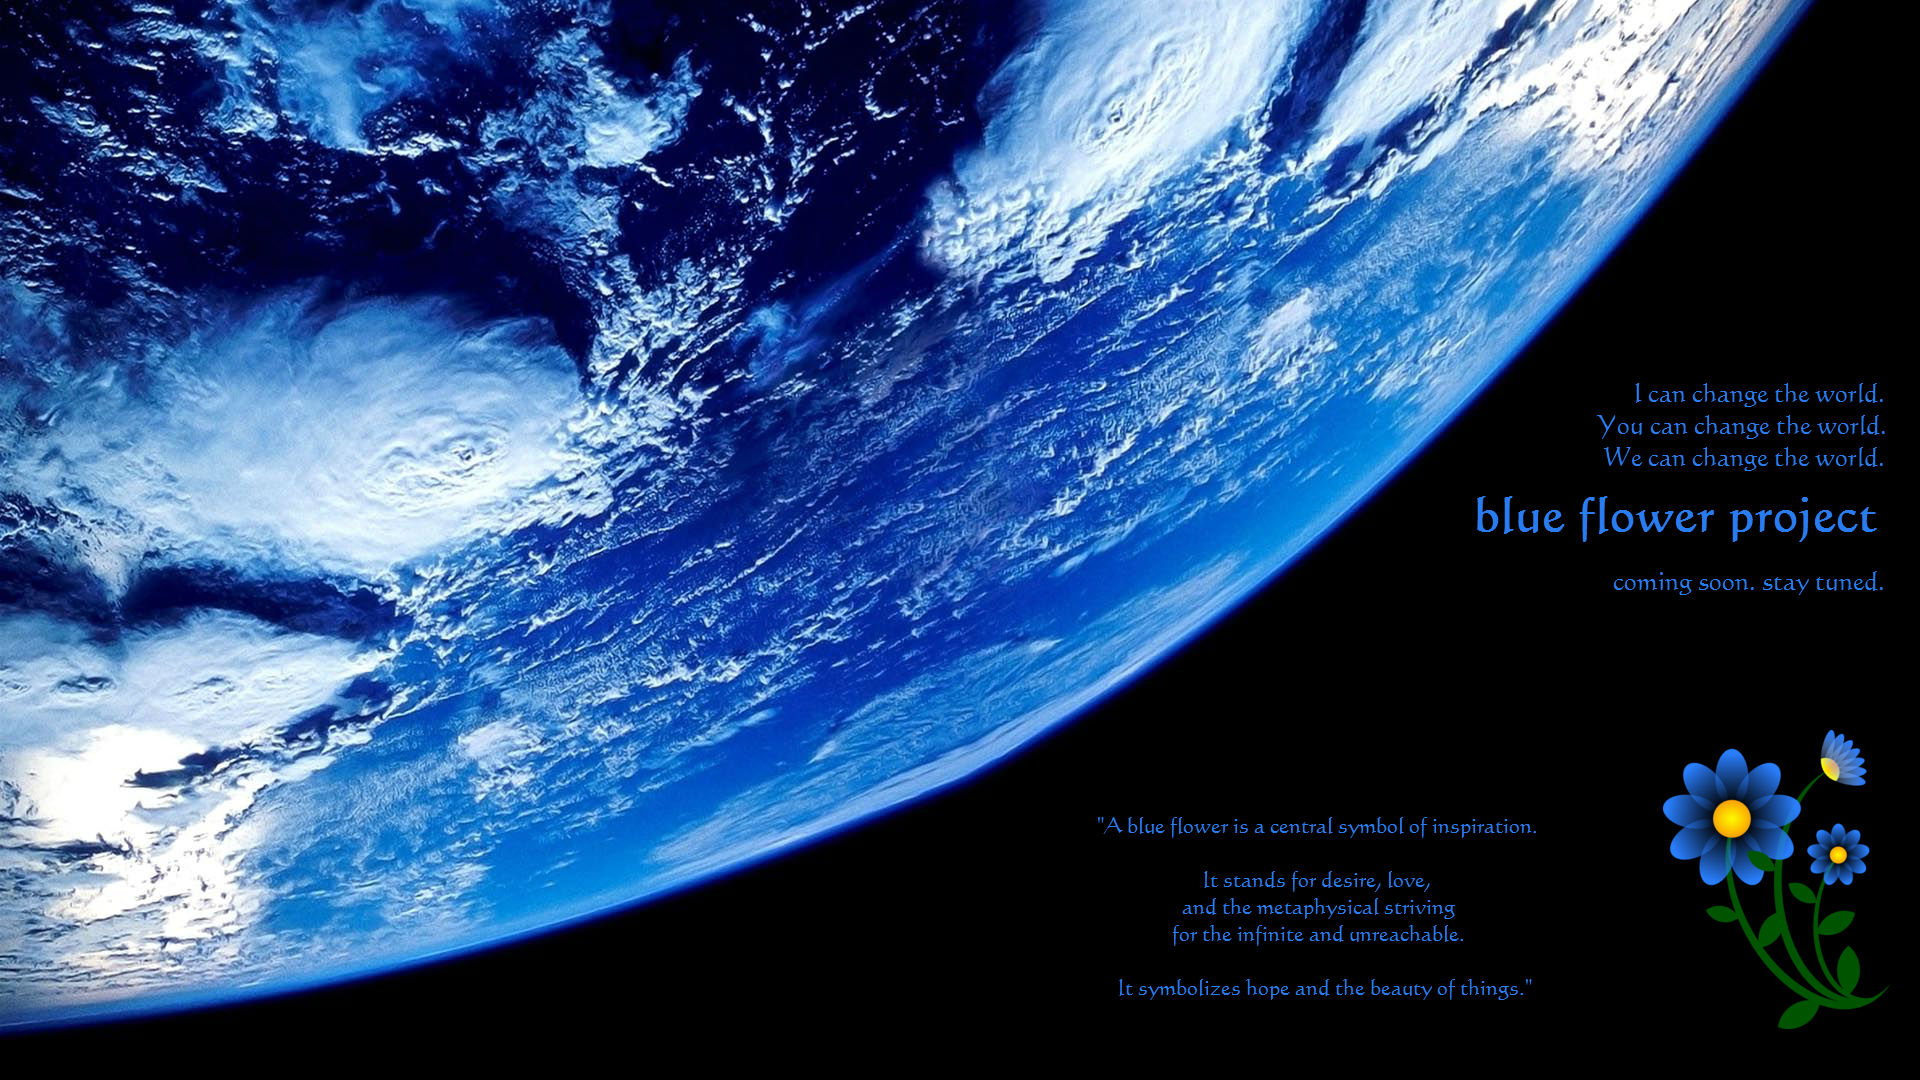 I can change the world.
You can change the world.
We can change the world.
blue flower project
coming soon. stay tuned.
"A blue flower is a central symbol of inspiration.
It stands for desire, love,
and the metaphysical striving
for the infinite and unreachable.
It symbolizes hope and the beauty of things."